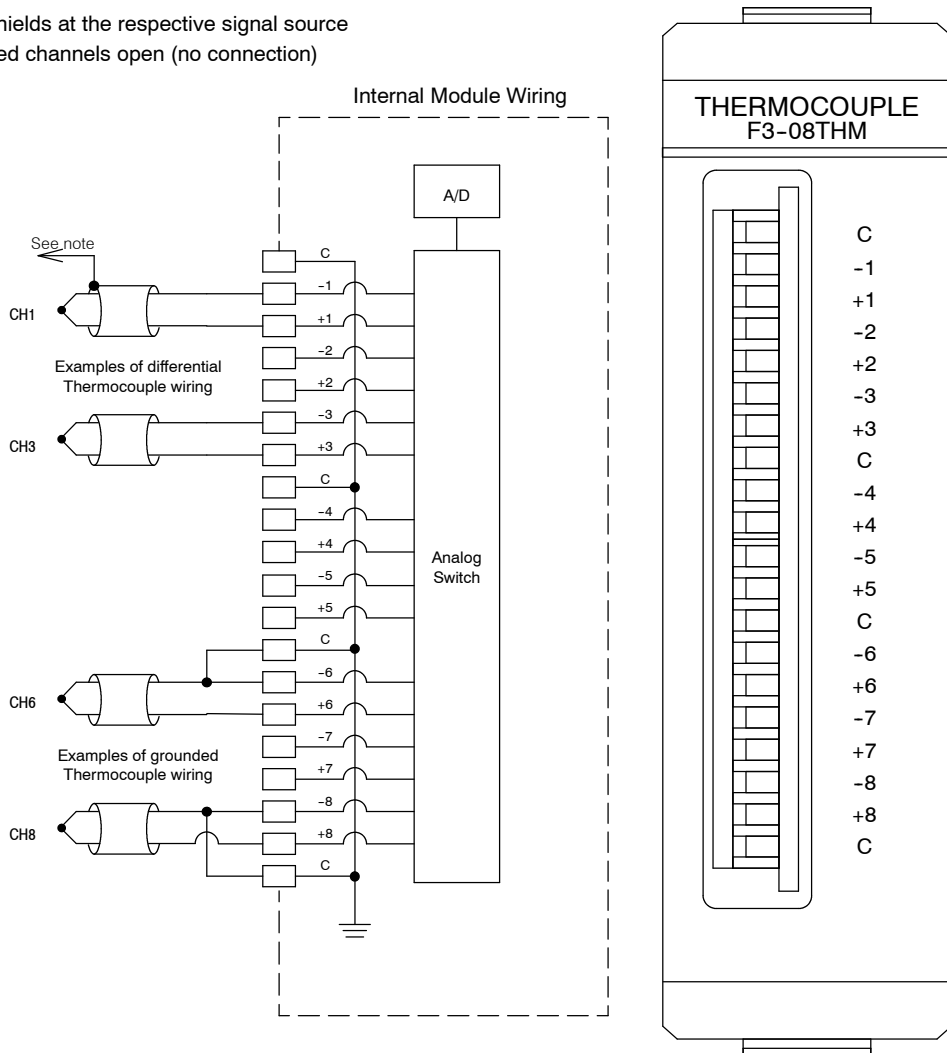 hields at the respective signal source
ed channels open (no connection)
Internal Module Wiring
A/D
See note
CH1
Examples of differential
Thermocouple wiring
CH3
CH6
Examples of grounded
Thermocouple wiring
CH8
C
-1
+1
-2
+2
-3
+3
C
-4
+4
-5
+5
C
-6
+6
-7
+7
-8
+8
C
Analog
Switch
THERMOCOUPLE
F3-08THM
C
-1
+1
-2
+2
-3
+3
C
-4
+4
-5
+5
C
-6
+6
-7
+7
-8
+8
C